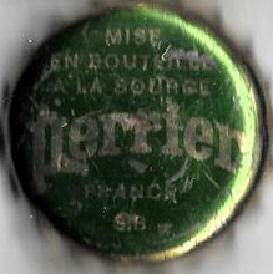 MISE
EN BOUTEILLE
A LA SOURCE
Perrier
FRANCE
S.B.